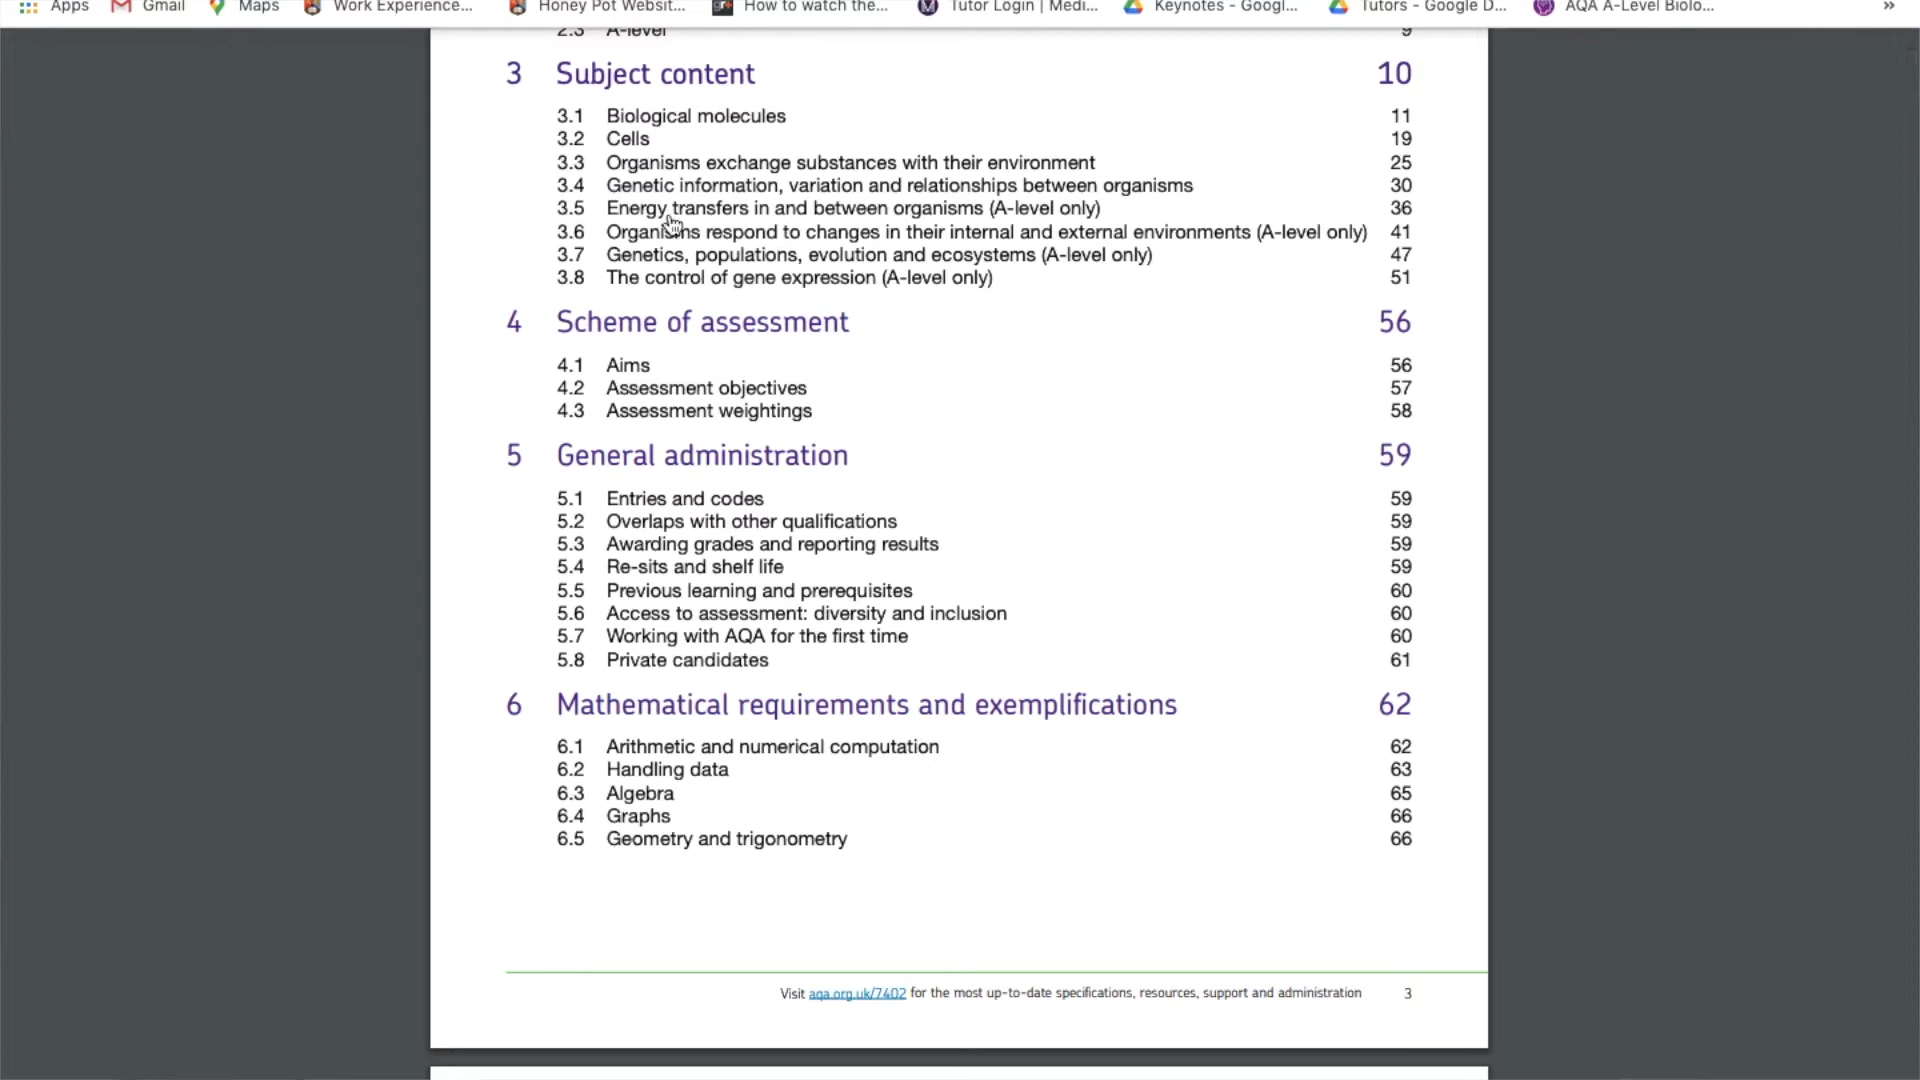 Apps Gmail Maps Work Experience... Honey Pot Websit... How to watch the... Tutor Login | Medi... Keynotes - Googl... Tutors - Google D... AQA A-Level Biolo... »
2.3 A-level 9
3 Subject content 10
3.1 Biological molecules 11
3.2 Cells 19
3.3 Organisms exchange substances with their environment 25
3.4 Genetic information, variation and relationships between organisms 30
3.5 Energy transfers in and between organisms (A-level only) 36
3.6 Organisms respond to changes in their internal and external environments (A-level only) 41
3.7 Genetics, populations, evolution and ecosystems (A-level only) 47
3.8 The control of gene expression (A-level only) 51
4 Scheme of assessment 56
4.1 Aims 56
4.2 Assessment objectives 57
4.3 Assessment weightings 58
5 General administration 59
5.1 Entries and codes 59
5.2 Overlaps with other qualifications 59
5.3 Awarding grades and reporting results 59
5.4 Re-sits and shelf life 59
5.5 Previous learning and prerequisites 60
5.6 Access to assessment: diversity and inclusion 60
5.7 Working with AQA for the first time 60
5.8 Private candidates 61
6 Mathematical requirements and exemplifications 62
6.1 Arithmetic and numerical computation 62
6.2 Handling data 63
6.3 Algebra 65
6.4 Graphs 66
6.5 Geometry and trigonometry 66
Visit aqa.org.uk/7402 for the most up-to-date specifications, resources, support and administration 3